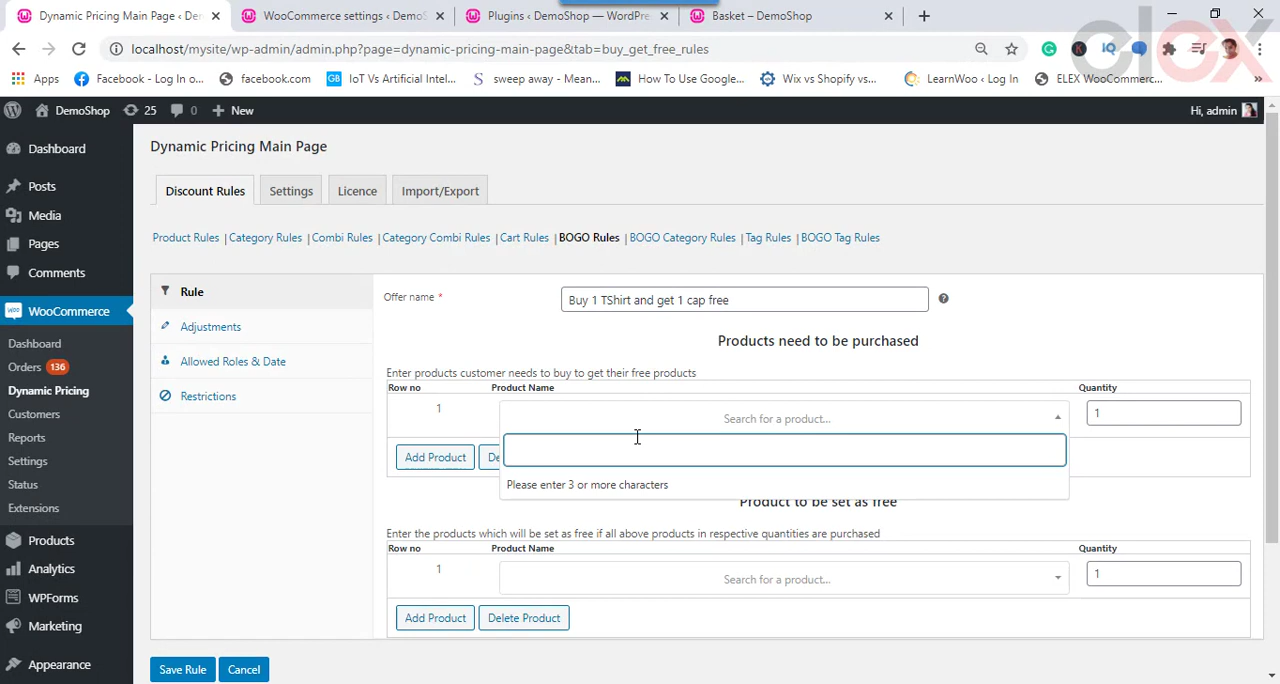 Dynamic Pricing Main Page ‹ Dem
WooCommerce settings ‹ DemoS
Plugins ‹ DemoShop — WordPres
Basket – DemoShop
localhost/mysite/wp-admin/admin.php?page=dynamic-pricing-main-page&tab=buy_get_free_rules
Apps
Facebook - Log In o...
facebook.com
IoT Vs Artificial Intel...
sweep away - Mean...
How To Use Google...
Wix vs Shopify vs...
LearnWoo ‹ Log In
ELEX WooCommerc...
elex
DemoShop
25
0
New
Hi, admin
Dashboard
Posts
Media
Pages
Comments
WooCommerce
Dashboard
Orders 136
Dynamic Pricing
Customers
Reports
Settings
Status
Extensions
Products
Analytics
WPForms
Marketing
Appearance
Dynamic Pricing Main Page
Discount Rules
Settings
Licence
Import/Export
Product Rules | Category Rules | Combi Rules | Category Combi Rules | Cart Rules | BOGO Rules | BOGO Category Rules | Tag Rules | BOGO Tag Rules
Rule
Adjustments
Allowed Roles & Date
Restrictions
Offer name *
Buy 1 TShirt and get 1 cap free
Products need to be purchased
Enter products customer needs to buy to get their free products
Row no Product Name Quantity
1 Search for a product... 1
Add Product De
Please enter 3 or more characters
Product to be set as free
Enter the products which will be set as free if all above products in respective quantities are purchased
Row no Product Name Quantity
1 Search for a product... 1
Add Product Delete Product
Save Rule Cancel